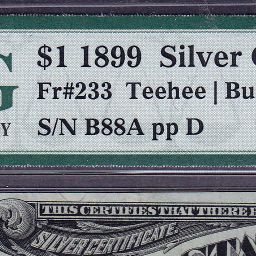 $1 1899 Silver C
Fr#233 Teehee | Bu
S/N B88A pp D
G
Y
THIS CERTIFIES THAT THERE
SILVER CERTIFICATE